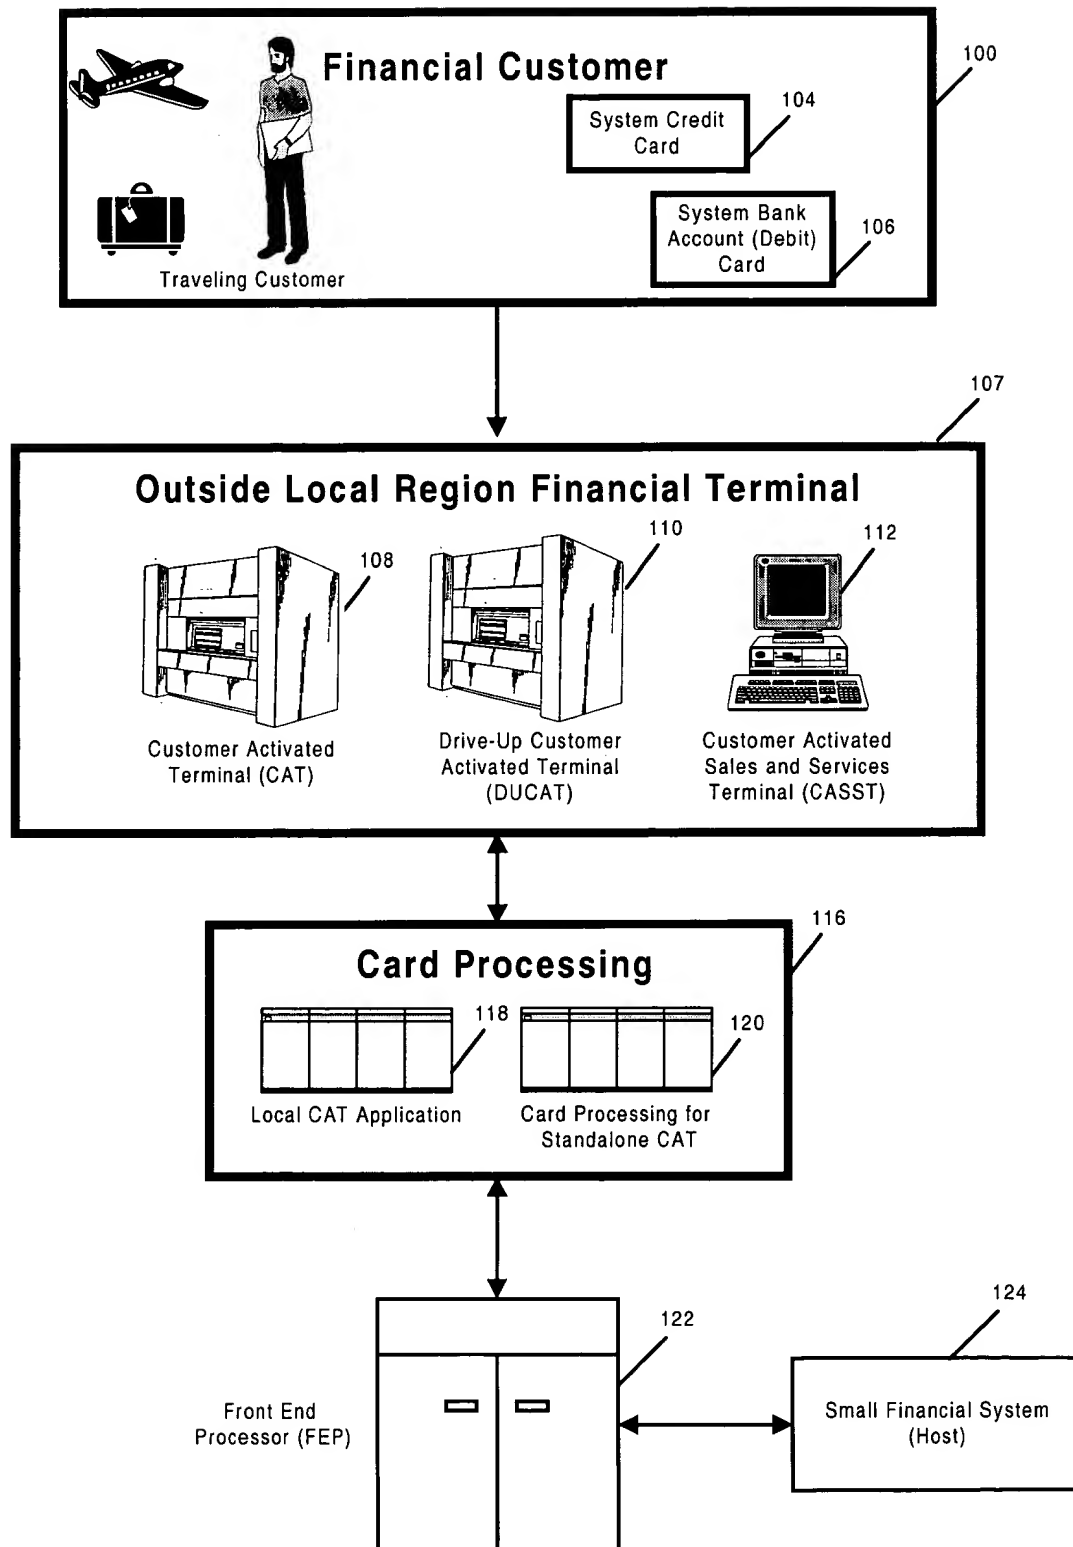 Financial Customer
100
System Credit
Card
104
System Bank
Account (Debit)
Card
106
Traveling Customer
107
Outside Local Region Financial Terminal
108
110
112
Customer Activated
Terminal (CAT)
Drive-Up Customer
Activated Terminal
(DUCAT)
Customer Activated
Sales and Services
Terminal (CASST)
116
Card Processing
118
120
Local CAT Application
Card Processing for
Standalone CAT
122
124
Front End
Processor (FEP)
Small Financial System
(Host)